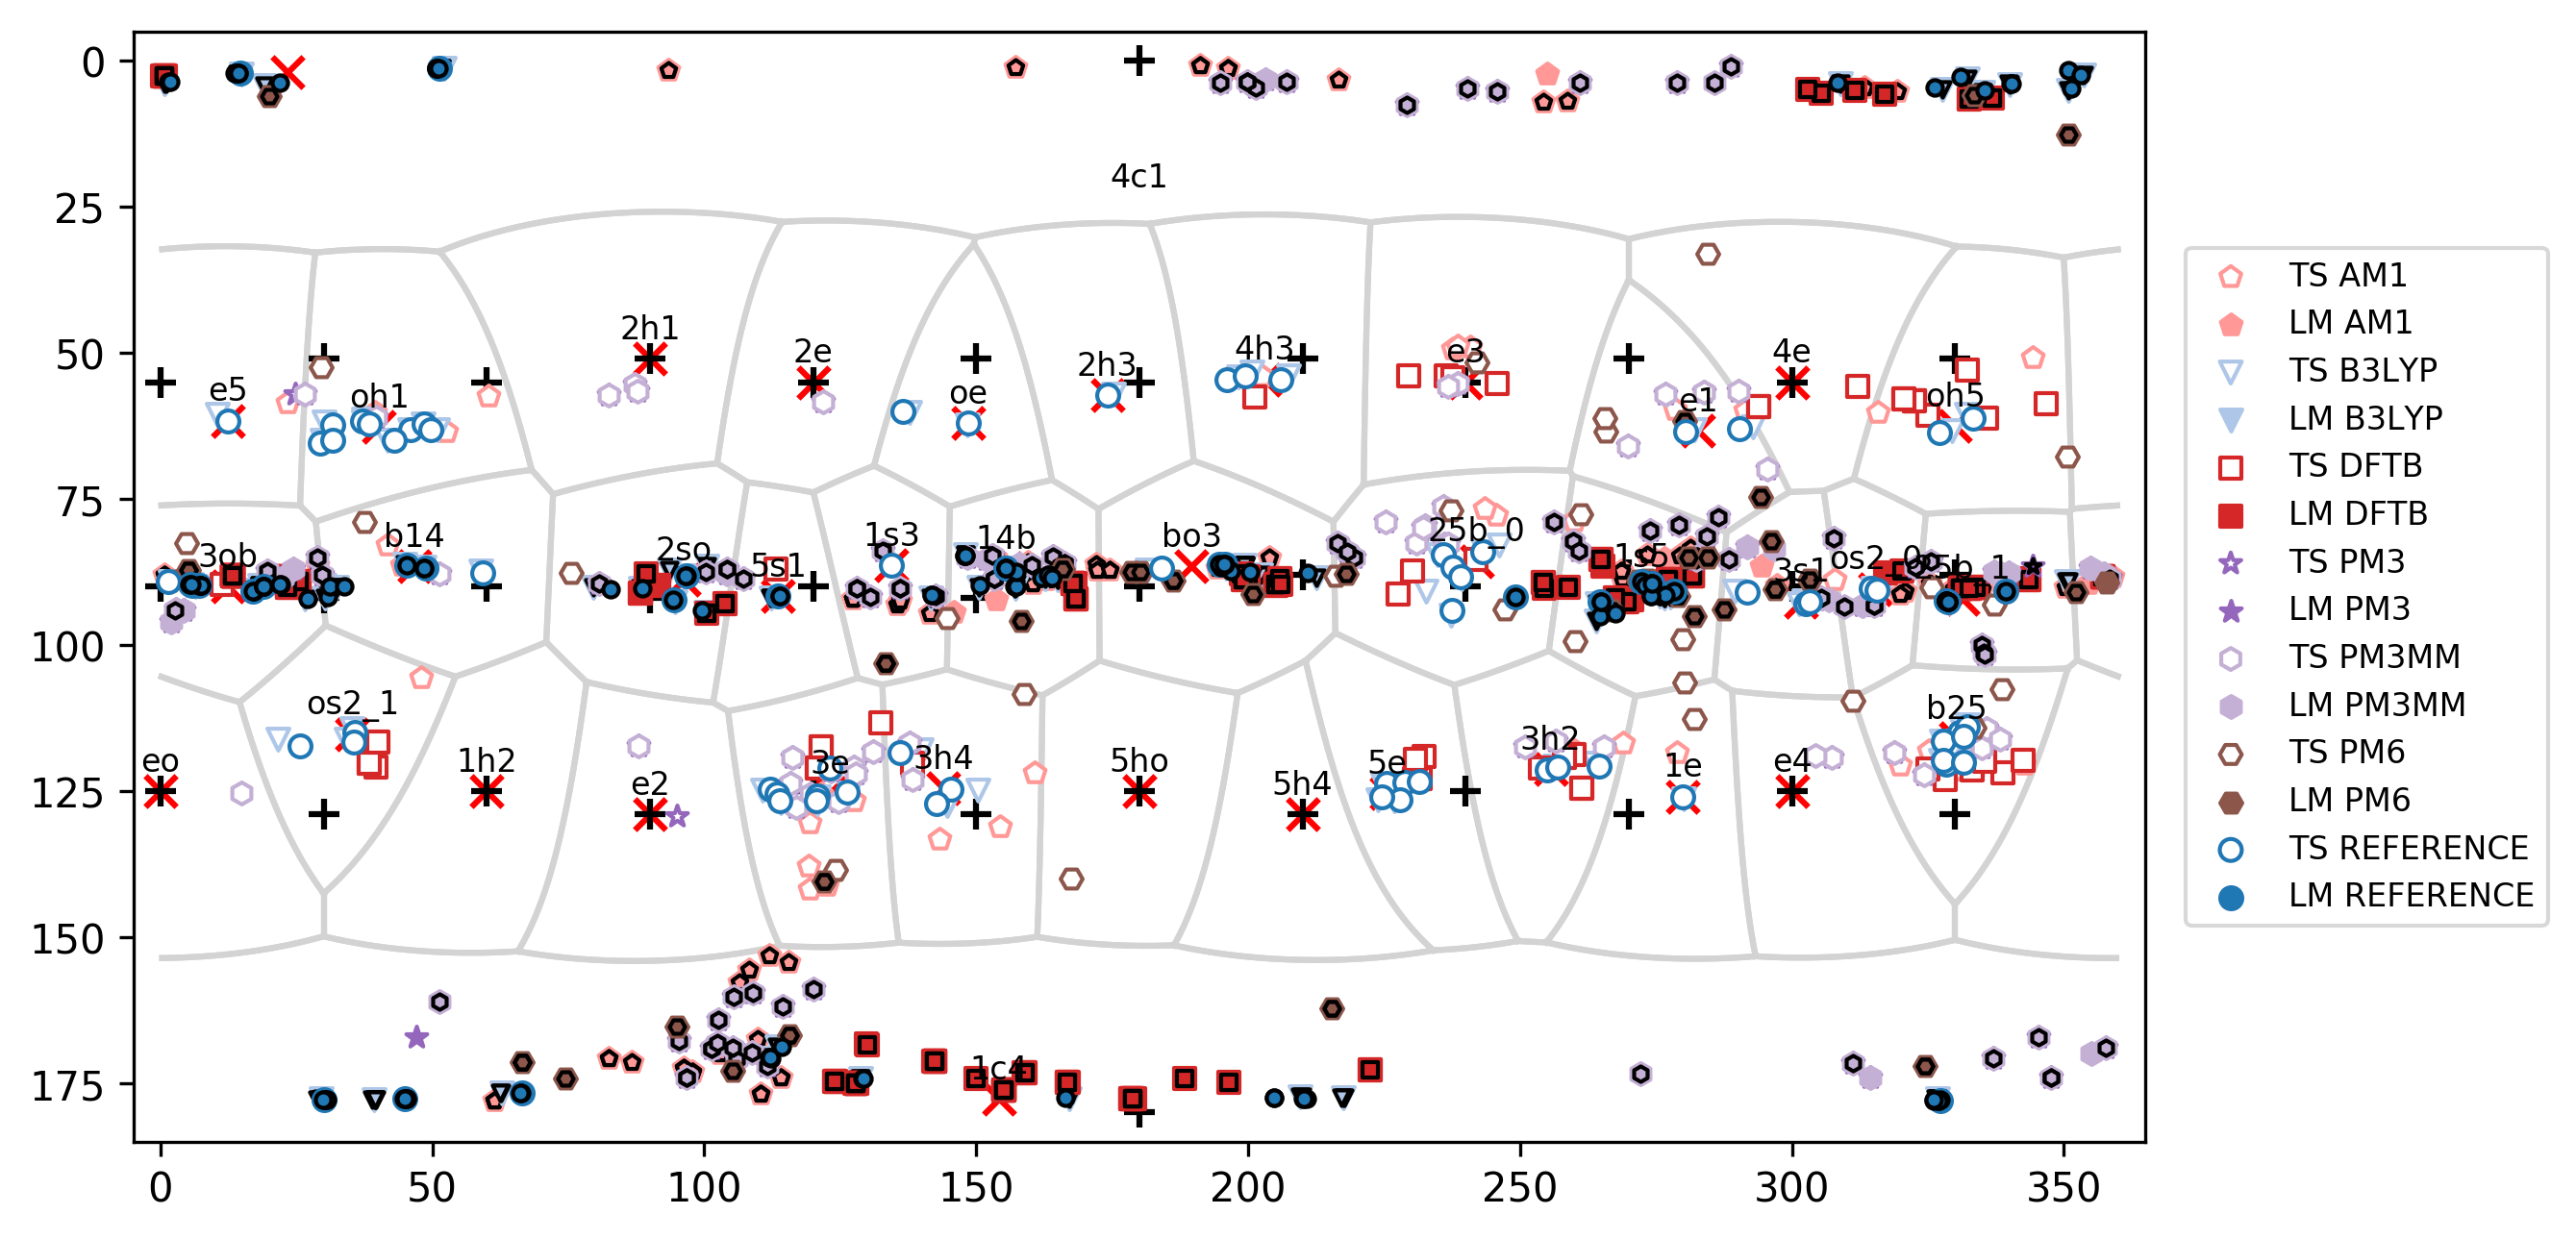 0
25
50
75
100
125
150
175
0
50
100
150
200
250
300
350
4c1
2h1
2e
2h3
4h3
e3
4e
e5
oh1
oe
e1
oh5
3ob
b14
2so
5s1
1s3
14b
bo3
25b_0
1s5
3s1
os2_0
25b_1
os2_1
b25
eo
1h2
e2
3e
3h4
5ho
5h4
5e
3h2
1e
e4
1c4
TS AM1
LM AM1
TS B3LYP
LM B3LYP
TS DFTB
LM DFTB
TS PM3
LM PM3
TS PM3MM
LM PM3MM
TS PM6
LM PM6
TS REFERENCE
LM REFERENCE